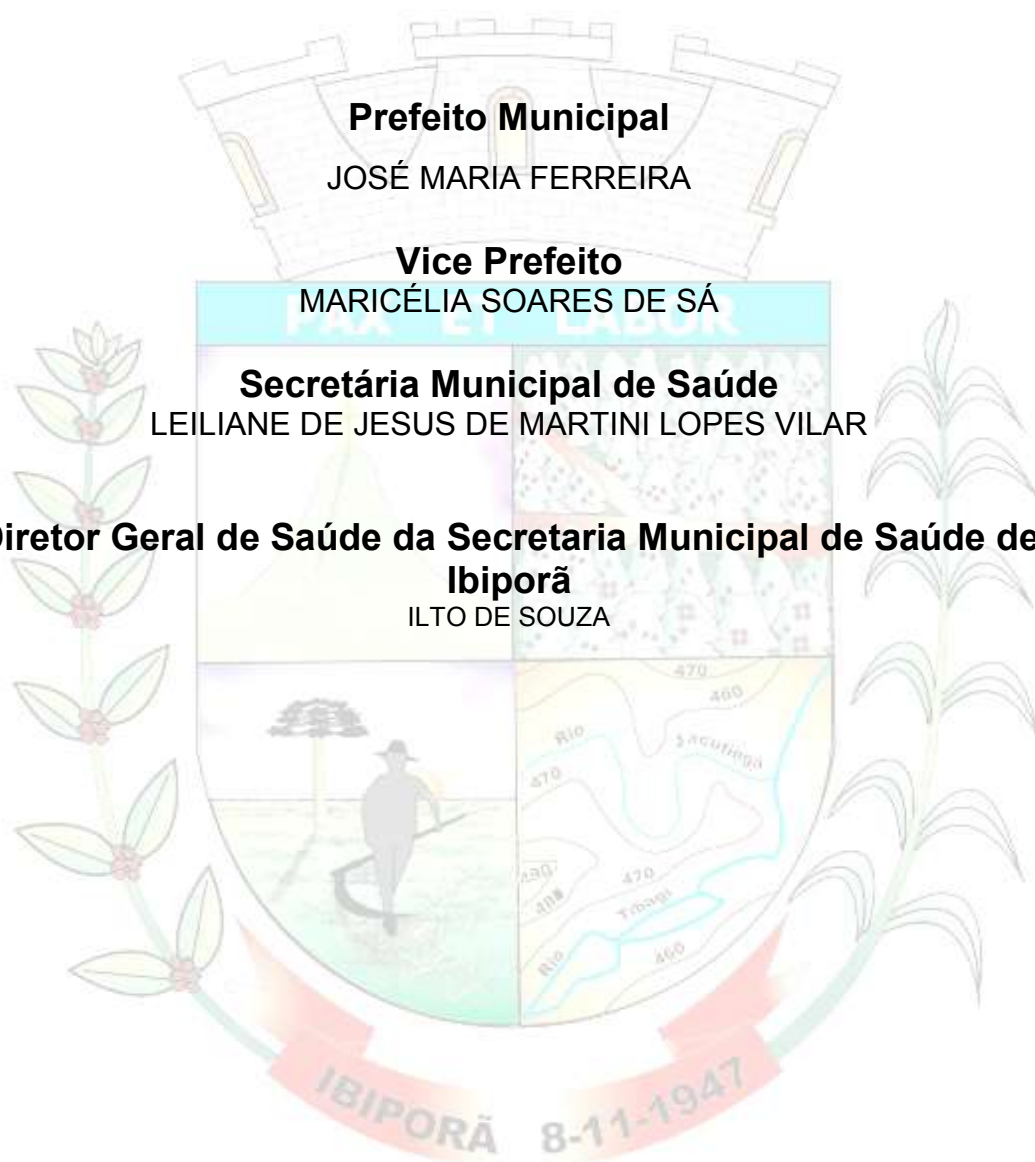 Prefeito Municipal
JOSÉ MARIA FERREIRA
Vice Prefeito
MARICÉLIA SOARES DE SÁ
PAX ET LABOR
Secretária Municipal de Saúde
LEILIANE DE JESUS DE MARTINI LOPES VILAR
iretor Geral de Saúde da Secretaria Municipal de Saúde de
Ibiporã
ILTO DE SOUZA
470
460
Rio
Jacutinga
470
470
Tibagi
Rio
460
IBIPORÃ 8-11-1947